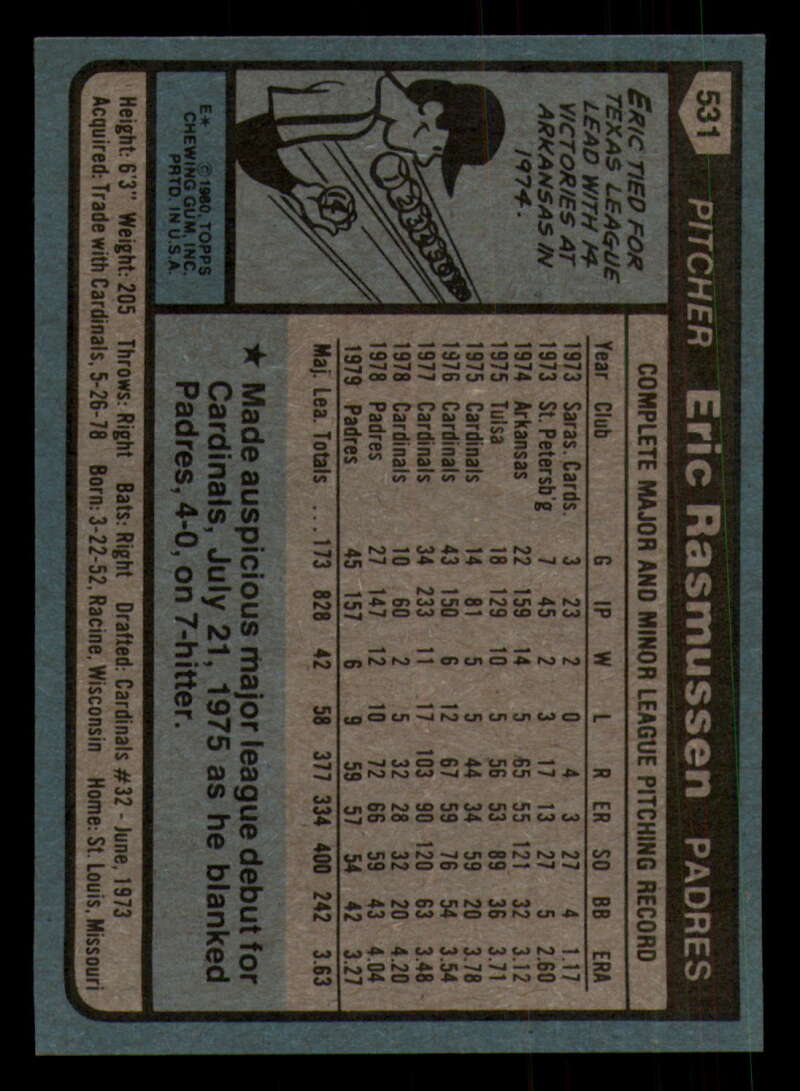 531 PITCHER Eric Rasmussen PADRES
ERIC TIED FOR
TEXAS LEAGUE
LEAD WITH 14
VICTORIES AT
ARKANSAS IN
1974.
E* © 1980, TOPPS
CHEWING GUM, INC.
PRTD. IN U.S.A.
COMPLETE MAJOR AND MINOR LEAGUE PITCHING RECORD
Year Club G IP W L R ER SO BB ERA
1973 Saras. Cards. 3 23 2 0 4 3 27 4 1.17
1973 St. Petersb'g 7 45 2 3 17 13 27 5 2.60
1974 Arkansas 22 159 14 5 65 55 121 32 3.12
1975 Tulsa 18 129 10 5 56 53 89 36 3.71
1975 Cardinals 14 81 5 5 44 34 59 20 3.78
1976 Cardinals 43 150 6 12 67 59 76 54 3.54
1977 Cardinals 34 233 11 17 103 90 120 63 3.48
1978 Cardinals 10 60 2 5 32 28 32 20 4.20
1978 Padres 27 147 12 10 72 66 59 43 4.04
1979 Padres 45 157 6 9 59 57 54 42 3.27
Maj. Lea. Totals ... 173 828 42 58 377 334 400 242 3.63
★ Made auspicious major league debut for
Cardinals, July 21, 1975 as he blanked
Padres, 4-0, on 7-hitter.
Height: 6'3" Weight: 205 Throws: Right Bats: Right Drafted: Cardinals #32 - June, 1973
Acquired: Trade with Cardinals, 5-26-78 Born: 3-22-52, Racine, Wisconsin Home: St. Louis, Missouri